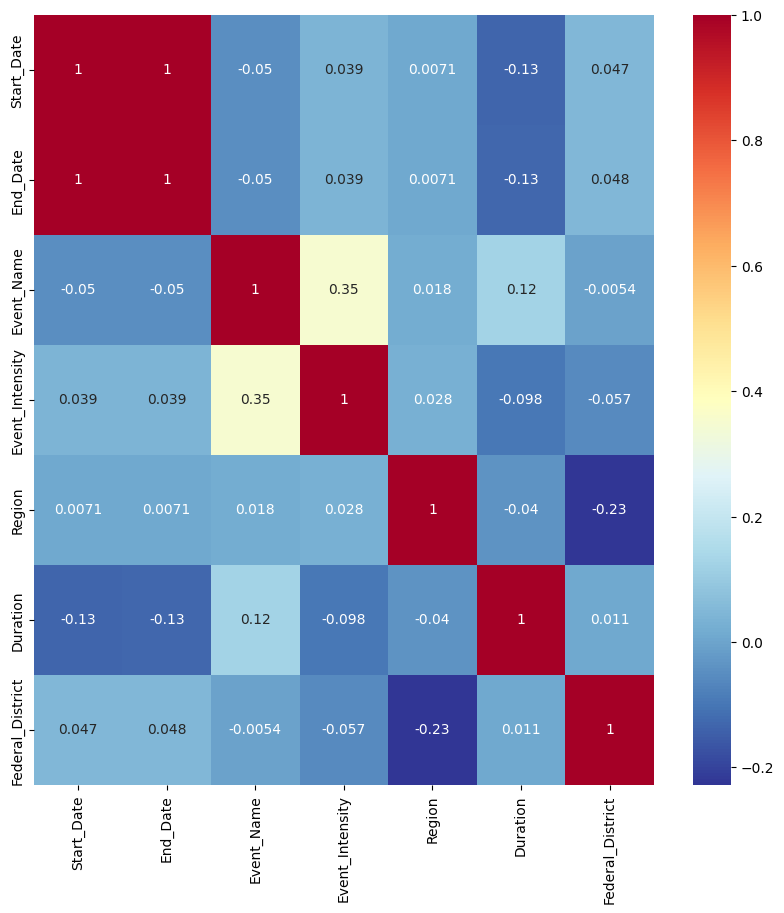 Start_Date 1 1 -0.05 0.039 0.0071 -0.13 0.047
End_Date 1 1 -0.05 0.039 0.0071 -0.13 0.048
Event_Name -0.05 -0.05 1 0.35 0.018 0.12 -0.0054
Event_Intensity 0.039 0.039 0.35 1 0.028 -0.098 -0.057
Region 0.0071 0.0071 0.018 0.028 1 -0.04 -0.23
Duration -0.13 -0.13 0.12 -0.098 -0.04 1 0.011
Federal_District 0.047 0.048 -0.0054 -0.057 -0.23 0.011 1
Start_Date
End_Date
Event_Name
Event_Intensity
Region
Duration
Federal_District
1.0
0.8
0.6
0.4
0.2
0.0
−0.2